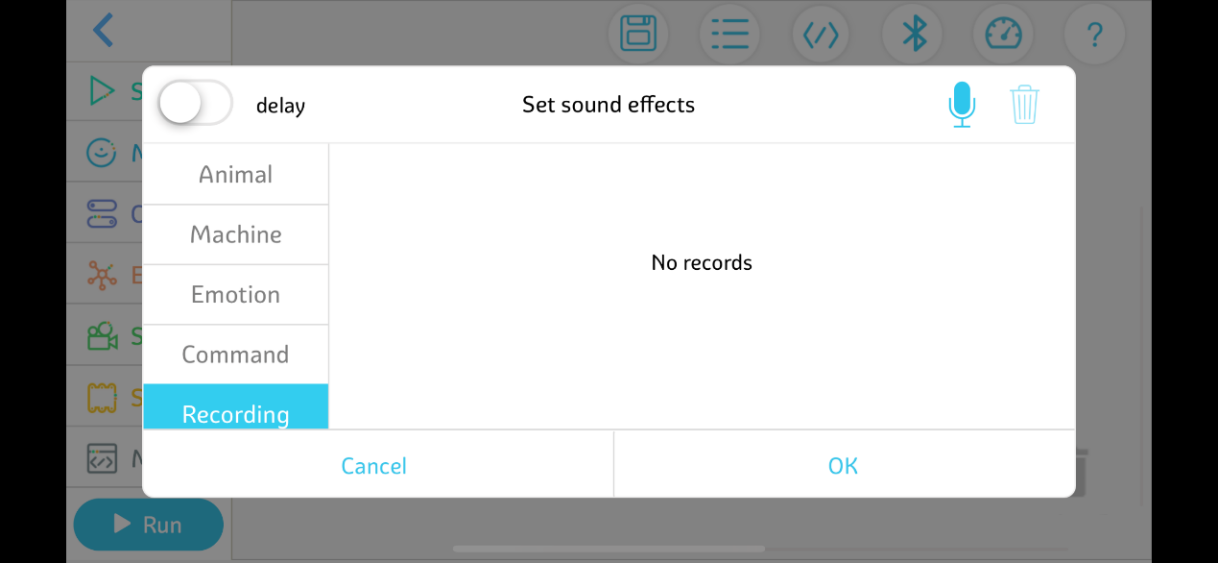 delay
Set sound effects
Animal
Machine
Emotion
Command
Recording
No records
Cancel
OK
Run
?